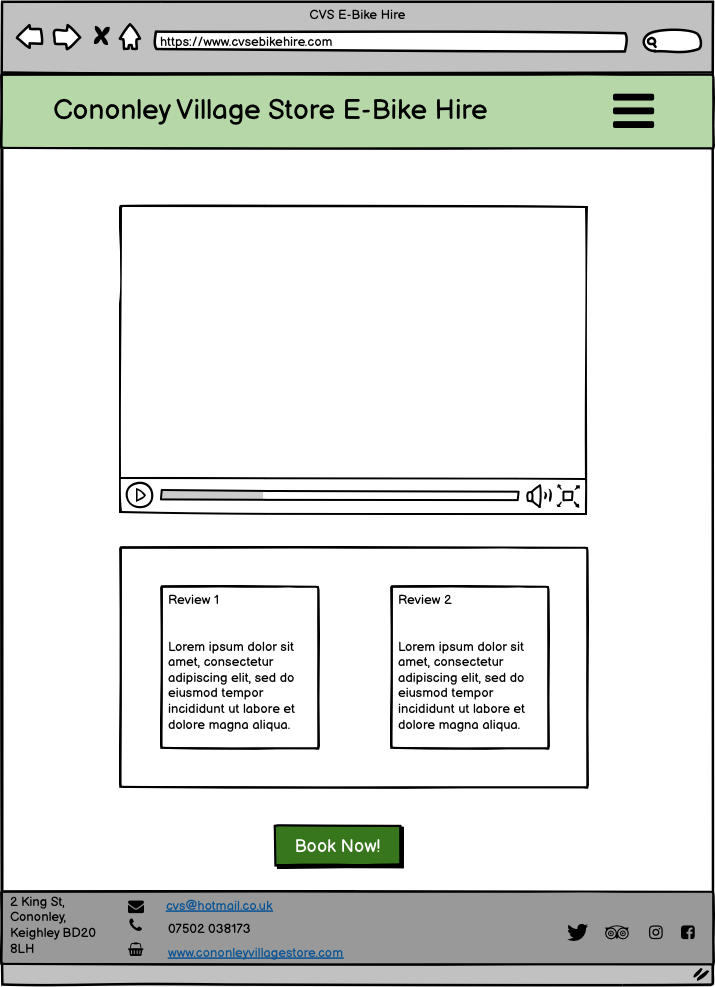 CVS E-Bike Hire
https://www.cvsebikehire.com
Cononley Village Store E-Bike Hire
Review 1
Lorem ipsum dolor sit
amet, consectetur
adipiscing elit, sed do
eiusmod tempor
incididunt ut labore et
dolore magna aliqua.
Review 2
Lorem ipsum dolor sit
amet, consectetur
adipiscing elit, sed do
eiusmod tempor
incididunt ut labore et
dolore magna aliqua.
Book Now!
2 King St,
Cononley,
Keighley BD20
8LH
cvs@hotmail.co.uk
07502 038173
www.cononleyvillagestore.com